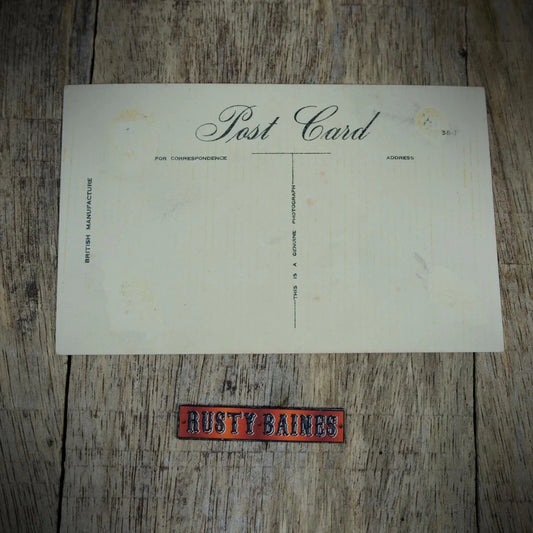 Post Card
FOR CORRESPONDENCE
ADDRESS
BRITISH MANUFACTURE
THIS IS A GENUINE PHOTOGRAPH
RUSTY BAINES